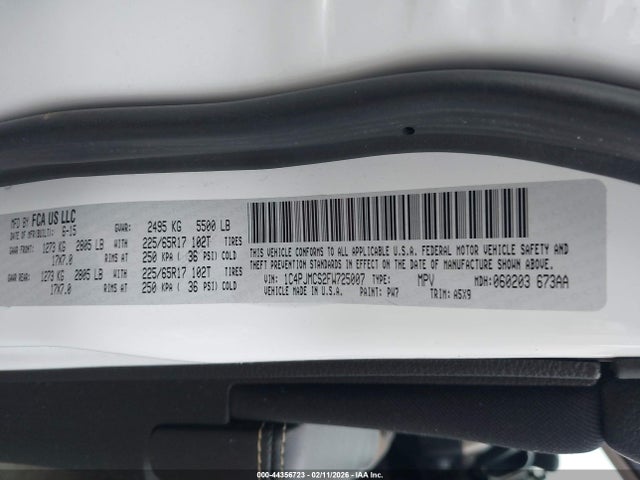 MFD BY FCA US LLC
DATE OF MFR(BUILT): 6-15 GVWR: 2495 KG 5500 LB
GAWR FRONT: 1273 KG 2805 LB WITH 225/65R17 102T TIRES
17X7.0 RIMS AT 250 KPA ( 36 PSI) COLD
GAWR REAR: 1273 KG 2805 LB WITH 225/65R17 102T TIRES
17X7.0 RIMS AT 250 KPA ( 36 PSI) COLD
THIS VEHICLE CONFORMS TO ALL APPLICABLE U.S.A. FEDERAL MOTOR VEHICLE SAFETY AND
THEFT PREVENTION STANDARDS IN EFFECT ON THE DATE OF MANUFACTURE SHOWN ABOVE.
VIN: 1C4PJMCS2FW725007 TYPE: MPV MDH: 060203 673AA
VEHICLE MADE IN U.S.A. PAINT: PW7 TRIM: A5X9
000-44356723 - 02/11/2026 - IAA Inc.